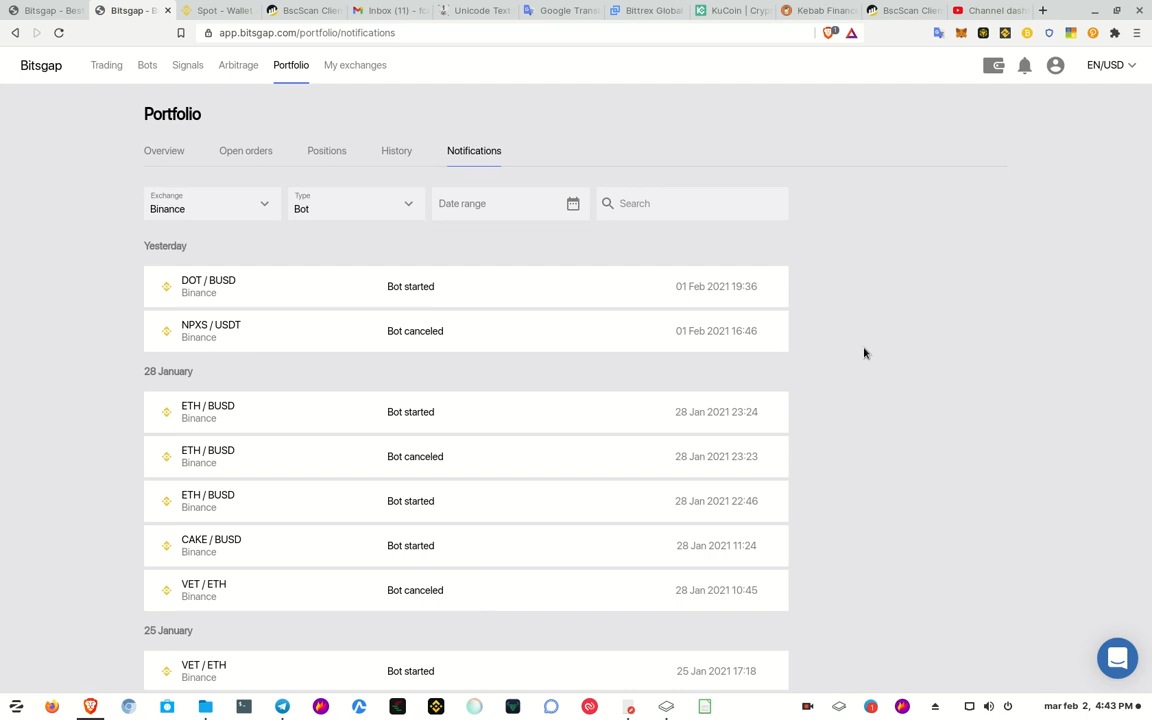 Bitsgap - Best
Bitsgap - B
Spot - Wallet
BscScan Clien
Inbox (11) - fc
Unicode Text
Google Trans
Bittrex Global
KuCoin | Cryp
Kebab Finance
BscScan Clien
Channel dash
app.bitsgap.com/portfolio/notifications
1
Bitsgap
Trading
Bots
Signals
Arbitrage
Portfolio
My exchanges
EN/USD
Portfolio
Overview
Open orders
Positions
History
Notifications
Exchange
Binance
Type
Bot
Date range
Search
Yesterday
DOT / BUSD
Binance
Bot started
01 Feb 2021 19:36
NPXS / USDT
Binance
Bot canceled
01 Feb 2021 16:46
28 January
ETH / BUSD
Binance
Bot started
28 Jan 2021 23:24
ETH / BUSD
Binance
Bot canceled
28 Jan 2021 23:23
ETH / BUSD
Binance
Bot started
28 Jan 2021 22:46
CAKE / BUSD
Binance
Bot started
28 Jan 2021 11:24
VET / ETH
Binance
Bot canceled
28 Jan 2021 10:45
25 January
VET / ETH
Binance
Bot started
25 Jan 2021 17:18
1
mar feb 2, 4:43 PM